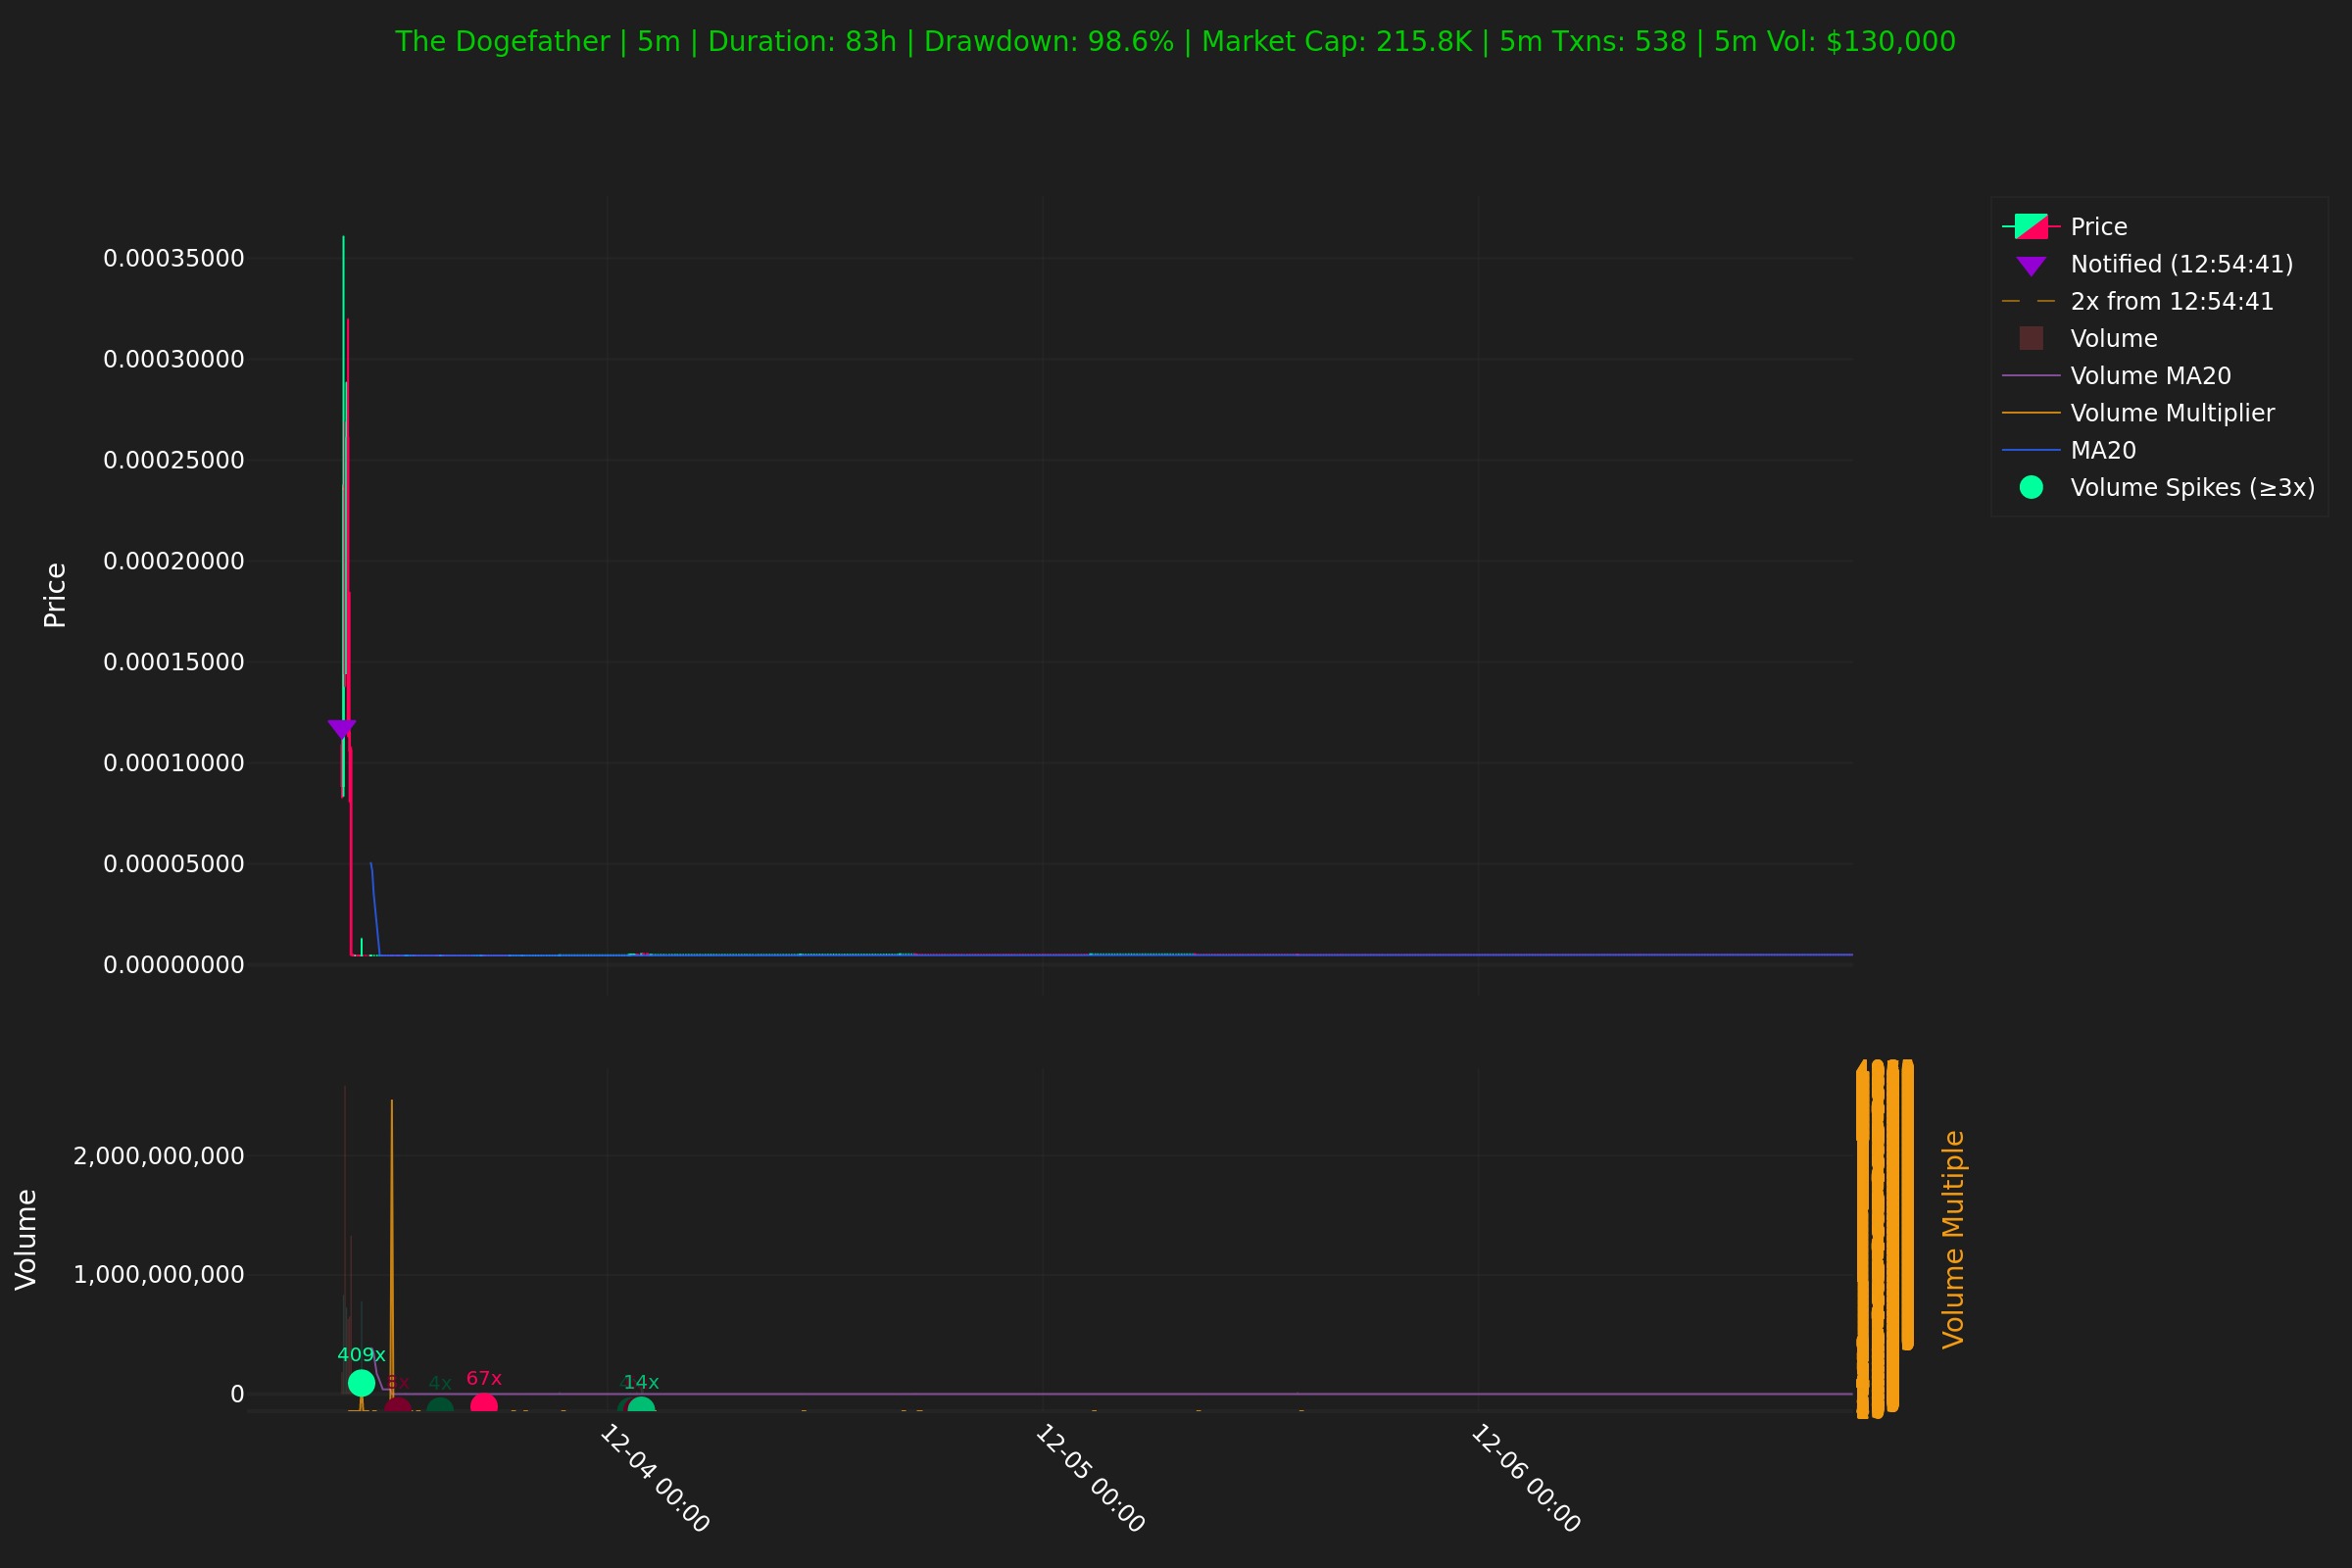 The Dogefather | 5m | Duration: 83h | Drawdown: 98.6% | Market Cap: 215.8K | 5m Txns: 538 | 5m Vol: $130,000
Price
0.00035000
0.00030000
0.00025000
0.00020000
0.00015000
0.00010000
0.00005000
0.00000000
Price
Notified (12:54:41)
2x from 12:54:41
Volume
Volume MA20
Volume Multiplier
MA20
Volume Spikes (≥3x)
Volume
2,000,000,000
1,000,000,000
0
409x
4x
67x
14x
Volume Multiple
12-04 00:00
12-05 00:00
12-06 00:00